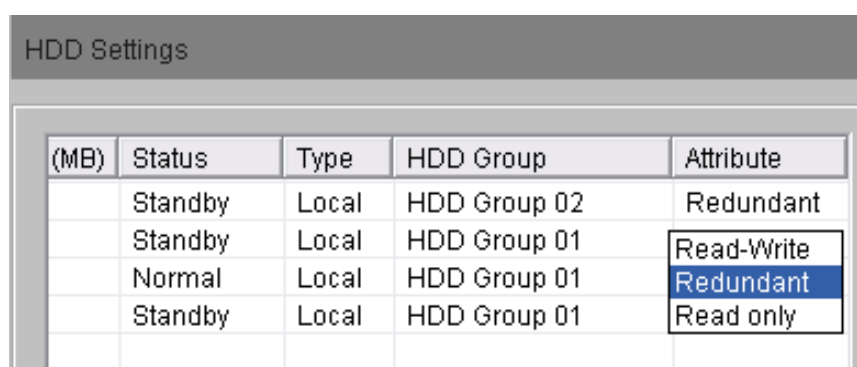 HDD Settings
(MB) Status Type HDD Group Attribute
Standby Local HDD Group 02 Redundant
Standby Local HDD Group 01
Read-Write
Normal Local HDD Group 01 Redundant
Standby Local HDD Group 01 Read only